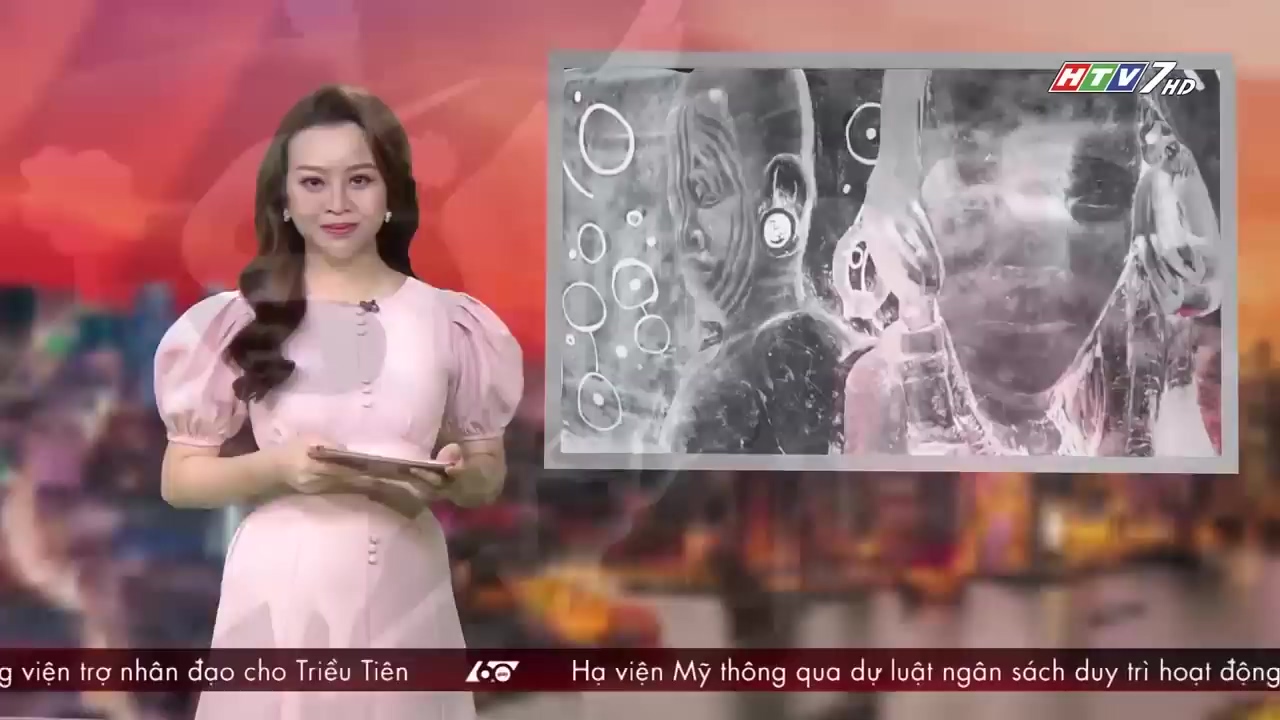 HTV7 HD
g viện trợ nhân đạo cho Triều Tiên
60
Hạ viện Mỹ thông qua dự luật ngân sách duy trì hoạt động